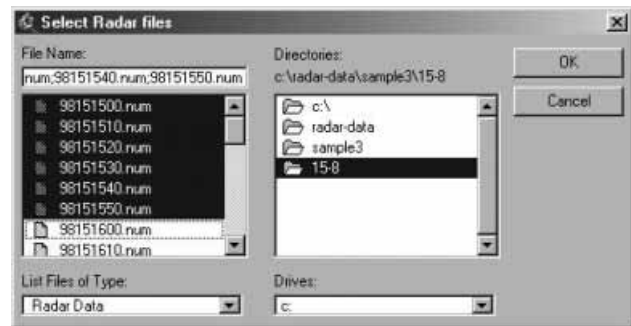 Select Radar files
File Name:
num;98151540.num;98151550.num
98151500.num
98151510.num
98151520.num
98151530.num
98151540.num
98151550.num
98151600.num
98151610.num
List Files of Type:
Radar Data
Directories:
c:\radar-data\sample3\15-8
c:\
radar-data
sample3
15-8
Drives:
c:
OK
Cancel